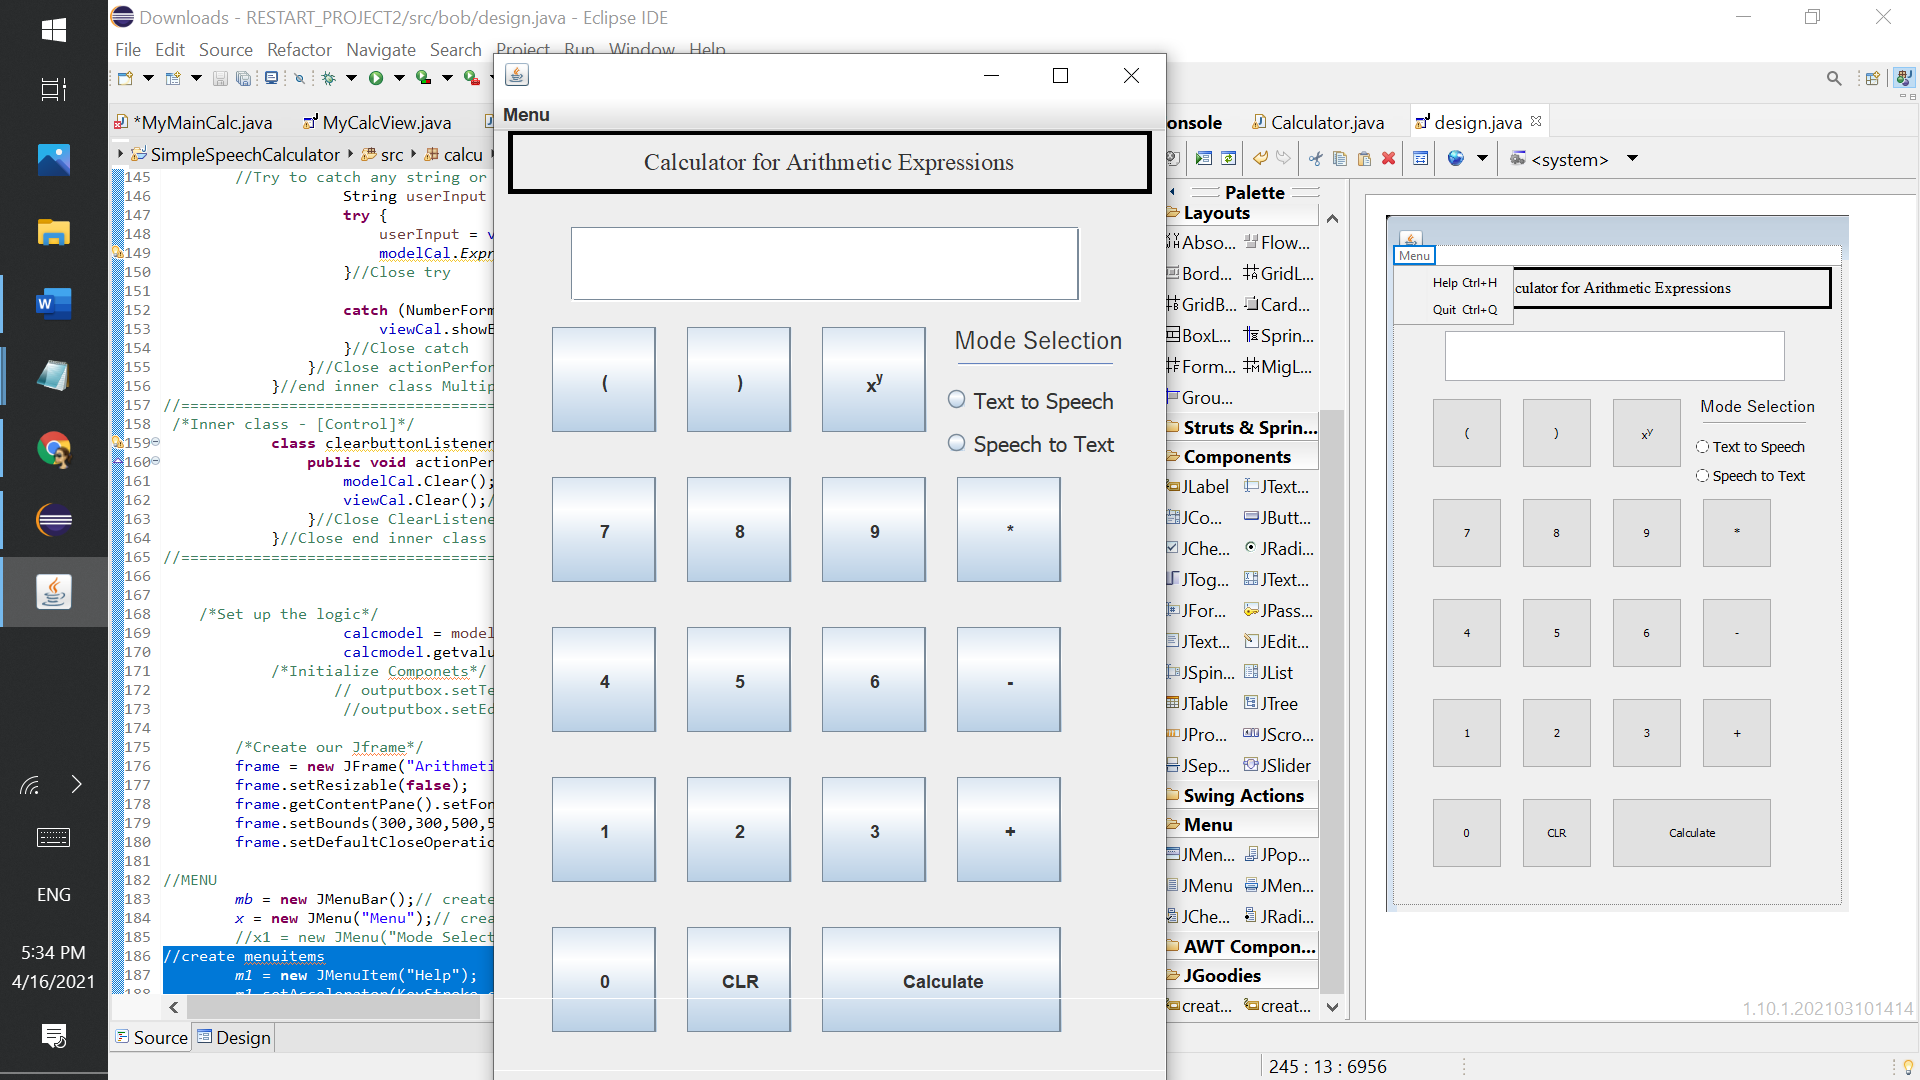 Downloads - RESTART_PROJECT2/src/bob/design.java - Eclipse IDE
File Edit Source Refactor Navigate Search Project Run Window Help
*MyMainCalc.java
MyCalcView.java
SimpleSpeechCalculator
src
calcu
145 //Try to catch any string or
146 String userInput
147 try {
148 userInput =
149 modelCal.Expr
150 }//Close try
151
152 catch (NumberForm
153 viewCal.showE
154 }//Close catch
155 }//Close actionPerfor
156 }//end inner class Multip
157 //===================================
158 /*Inner class - [Control]*/
159 class clearbuttonListener
160 public void actionPer
161 modelCal.Clear();
162 viewCal.Clear();/
163 }//Close ClearListene
164 }//Close end inner class
165 //===================================
166
167
168 /*Set up the logic*/
169 calcmodel = model
170 calcmodel.getvalu
171 /*Initialize Componets*/
172 // outputbox.setTe
173 //outputbox.setEd
174
175 /*Create our Jframe*/
176 frame = new JFrame("Arithmeti
177 frame.setResizable(false);
178 frame.getContentPane().setFon
179 frame.setBounds(300,300,500,5
180 frame.setDefaultCloseOperatio
181
182 //MENU
183 mb = new JMenuBar();// create
184 x = new JMenu("Menu");// crea
185 //x1 = new JMenu("Mode Select
186 //create menuitems
187 m1 = new JMenuItem("Help");
188
Source
Design
ENG
5:34 PM
4/16/2021
Menu
Calculator for Arithmetic Expressions
( ) xy
Mode Selection
Text to Speech
Speech to Text
7 8 9 *
4 5 6 -
1 2 3 +
0 CLR Calculate
onsole
Calculator.java
design.java
<system>
Palette
Layouts
Abso... Flow...
Bord... GridL...
GridB... Card...
BoxL... Sprin...
Form... MigL...
Grou...
Struts & Sprin...
Components
JLabel JText...
JCo... JButt...
JChe... JRadi...
JTog... JText...
JFor... JPass...
JText... JEdit...
JSpin... JList
JTable JTree
JPro... JScro...
JSep... JSlider
Swing Actions
Menu
JMen... JPop...
JMenu JMen...
JChe... JRadi...
AWT Compon...
JGoodies
creat... creat...
Menu
Help Ctrl+H
Quit Ctrl+Q
culator for Arithmetic Expressions
( ) xy
Mode Selection
Text to Speech
Speech to Text
7 8 9 *
4 5 6 -
1 2 3 +
0 CLR Calculate
1.10.1.202103101414
245 : 13 : 6956